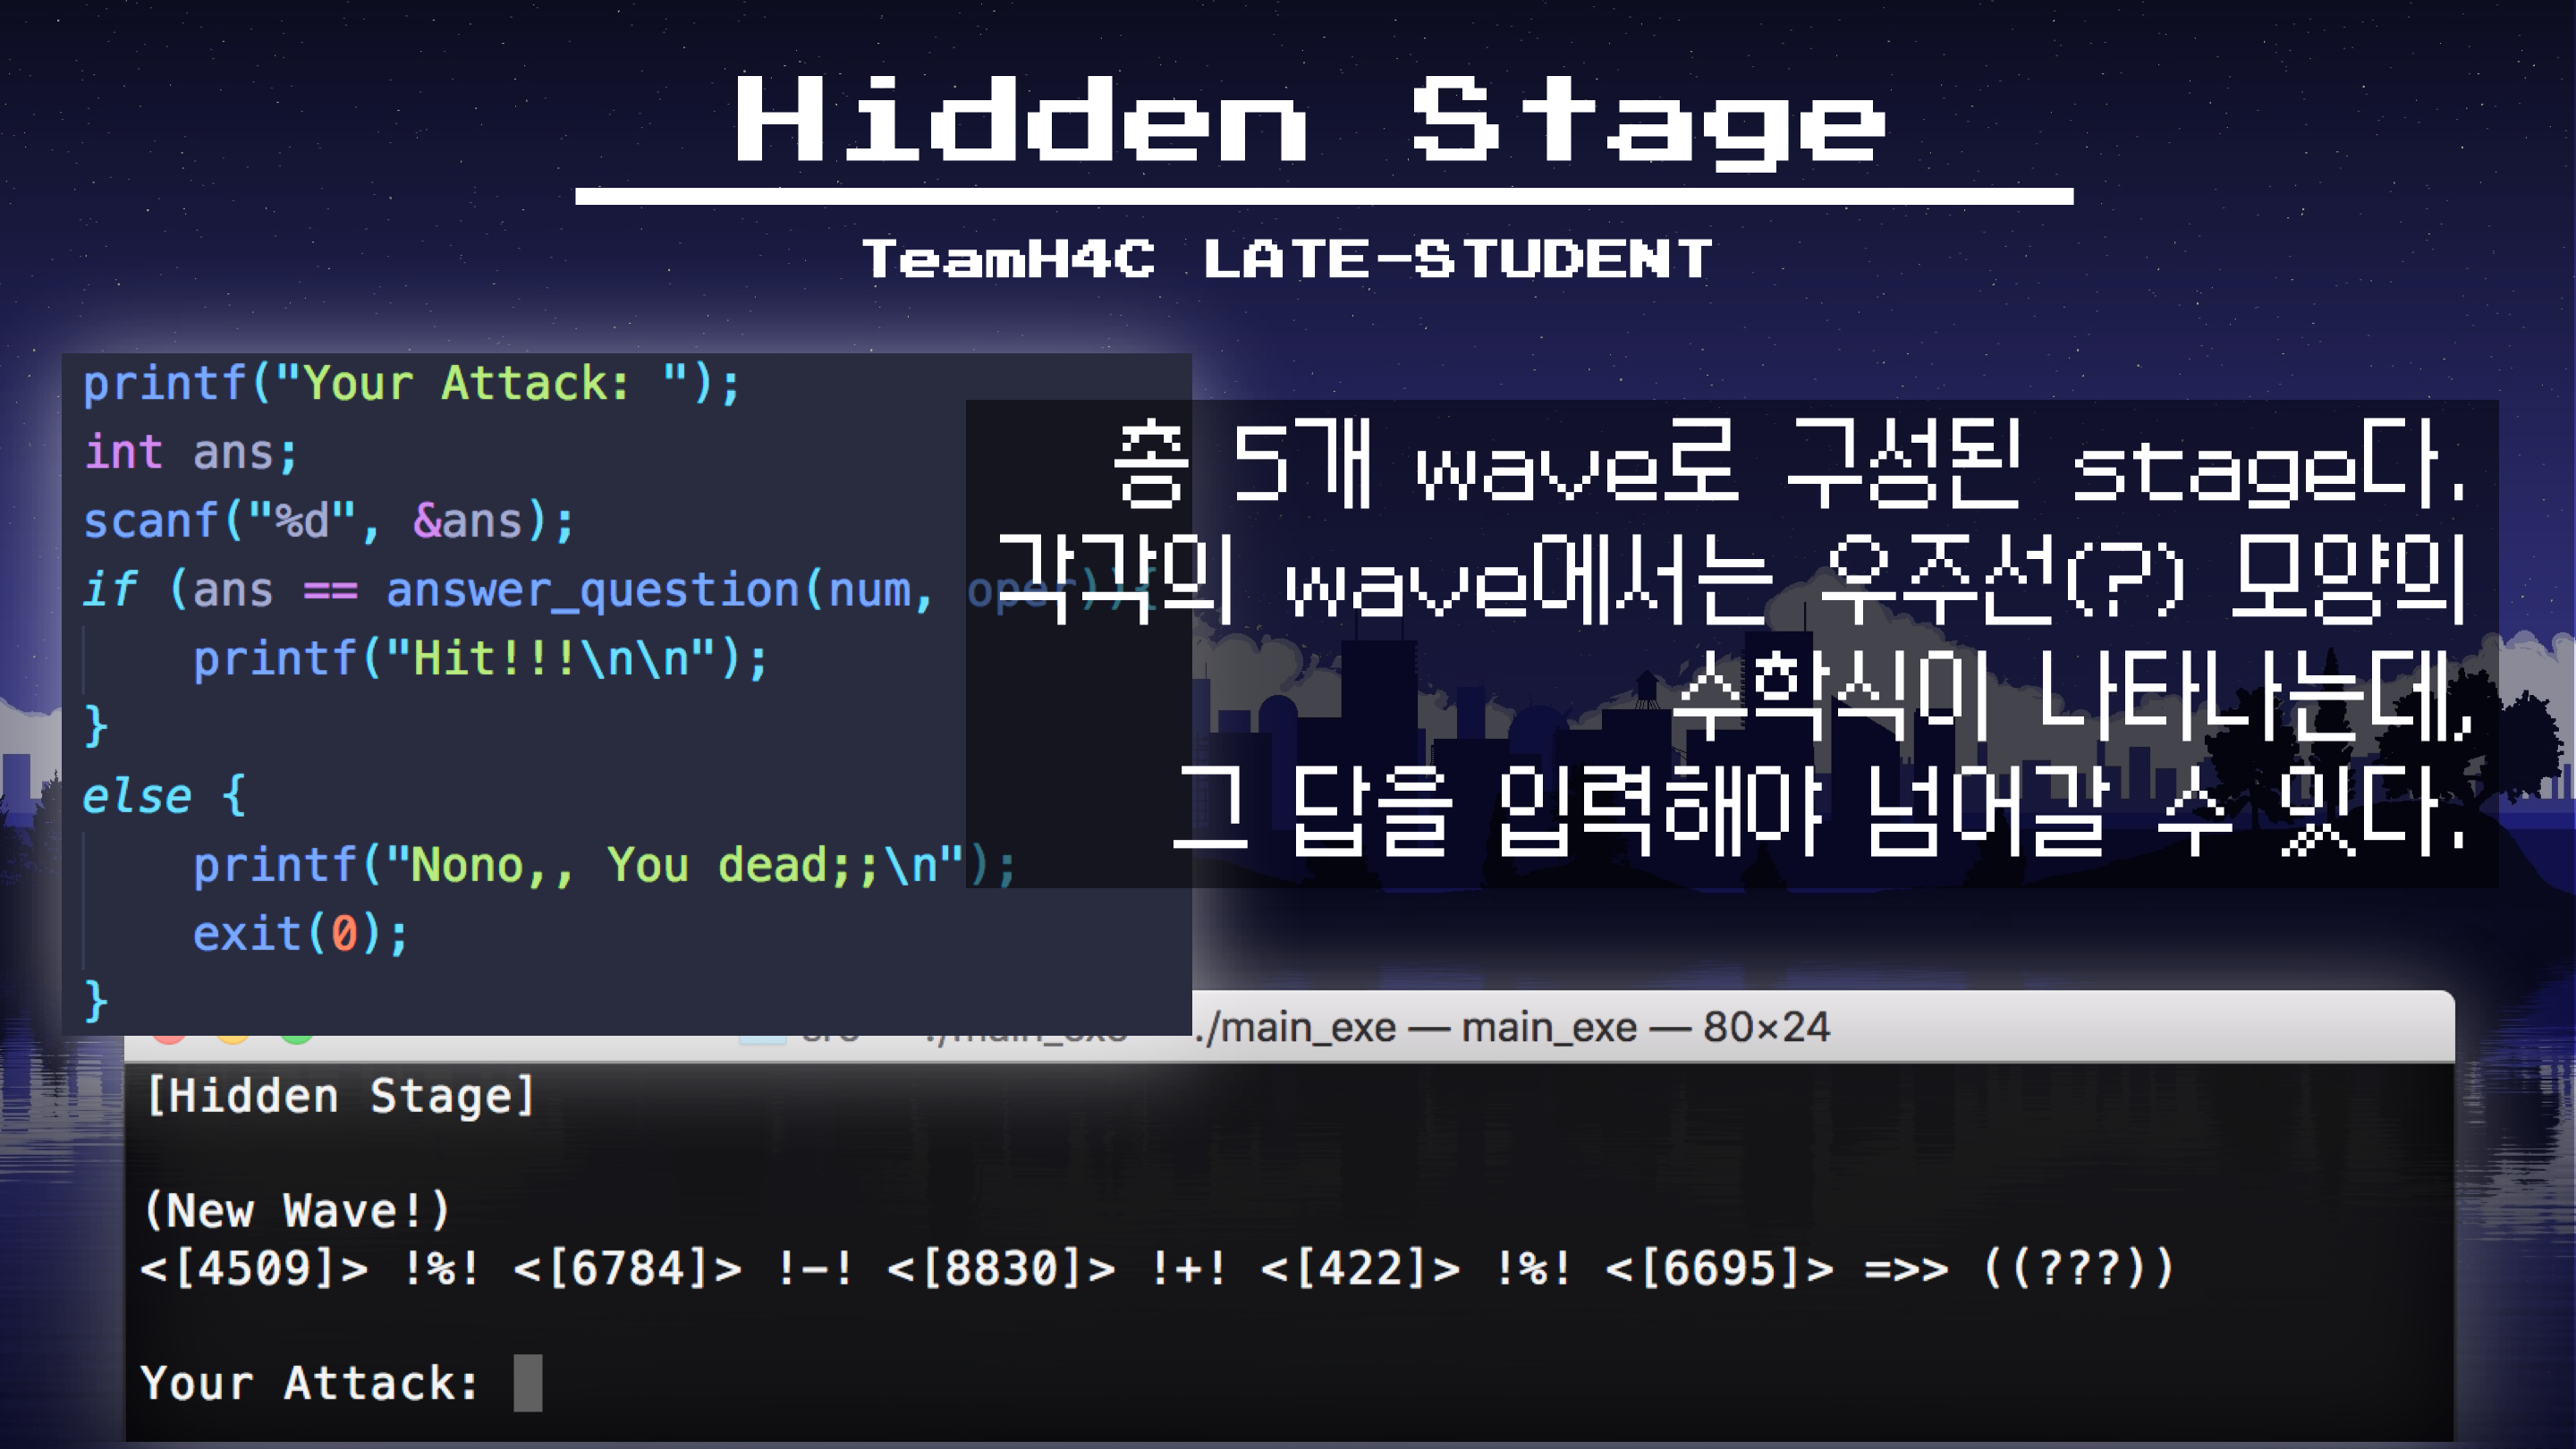 Hidden Stage
TeamH4C LATE-STUDENT
printf("Your Attack: ");
int ans;
scanf("%d", &ans);
if (ans == answer_question(num, oper)){
printf("Hit!!!\n\n");
}
else {
printf("Nono,, You dead;;\n");
exit(0);
}
총 5개 wave로 구성된 stage다.
각각의 wave에서는 우주선(?) 모양의
수학식이 나타나는데,
그 답을 입력해야 넘어갈 수 있다.
./main_exe — main_exe — 80×24
[Hidden Stage]
(New Wave!)
<[4509]> !%! <[6784]> !-! <[8830]> !+! <[422]> !%! <[6695]> =>> ((???))
Your Attack: